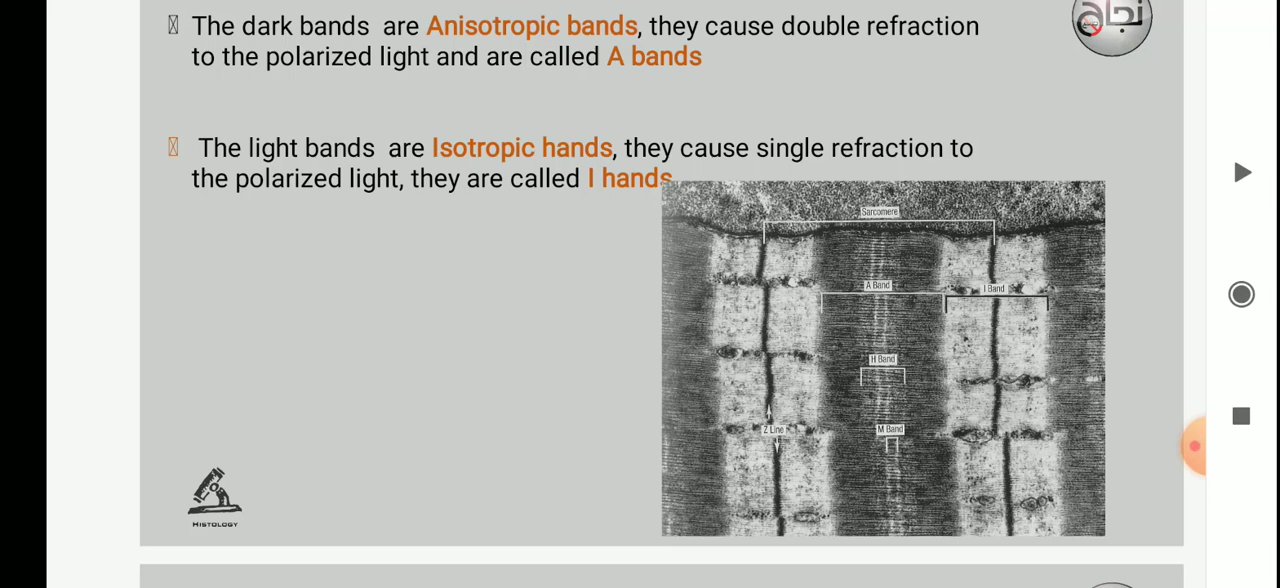 The dark bands are Anisotropic bands, they cause double refraction
to the polarized light and are called A bands
The light bands are Isotropic hands, they cause single refraction to
the polarized light, they are called I hands
Sarcomere
A Band
I Band
H Band
Z Line
M Band
HISTOLOGY